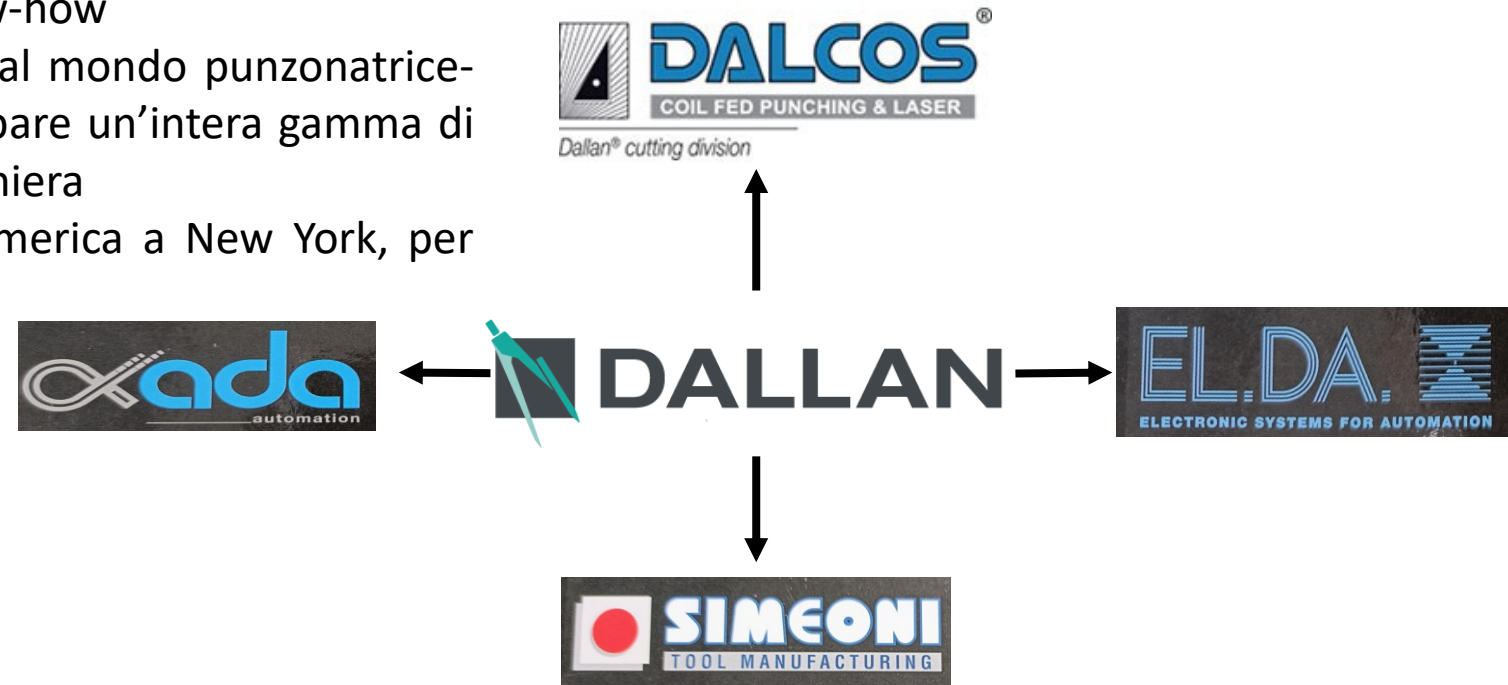 w-how
al mondo punzonatrice-
pare un’intera gamma di
niera
merica a New York, per
DALCOS®
COIL FED PUNCHING & LASER
Dallan® cutting division
ada
automation
DALLAN
EL.DA.
ELECTRONIC SYSTEMS FOR AUTOMATION
SIMEONI
TOOL MANUFACTURING